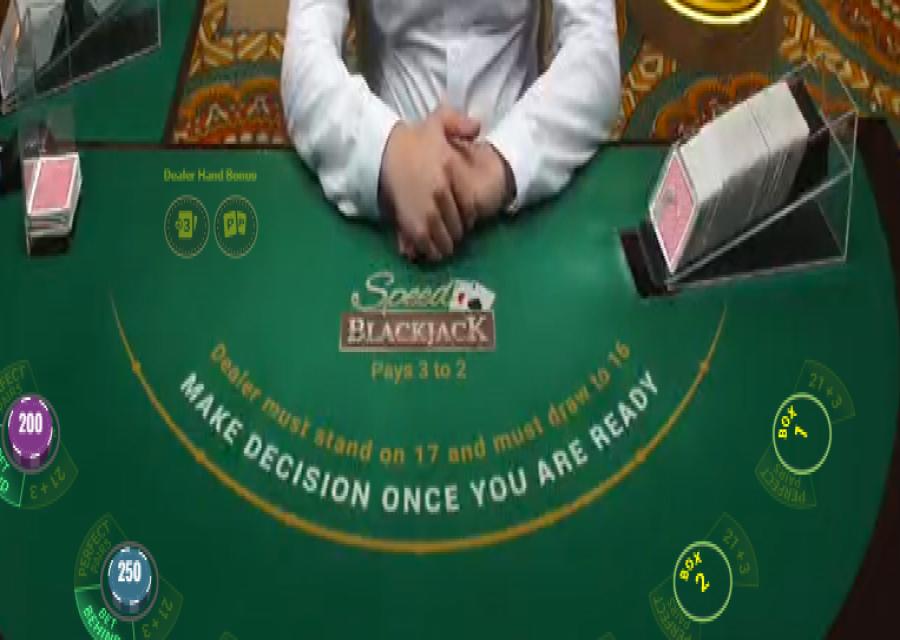 Dealer Hand Bonus
Speed
BLACKJACK
Pays 3 to 2
Dealer must stand on 17 and must draw to 16
MAKE DECISION ONCE YOU ARE READY
PERFECT
200
21+3
21+3
BOX
PERFECT
PAIRS
PERFECT
PAIRS
250
BET
BEHIND
21+3
21+3
BOX
2
PERFECT
PAIRS